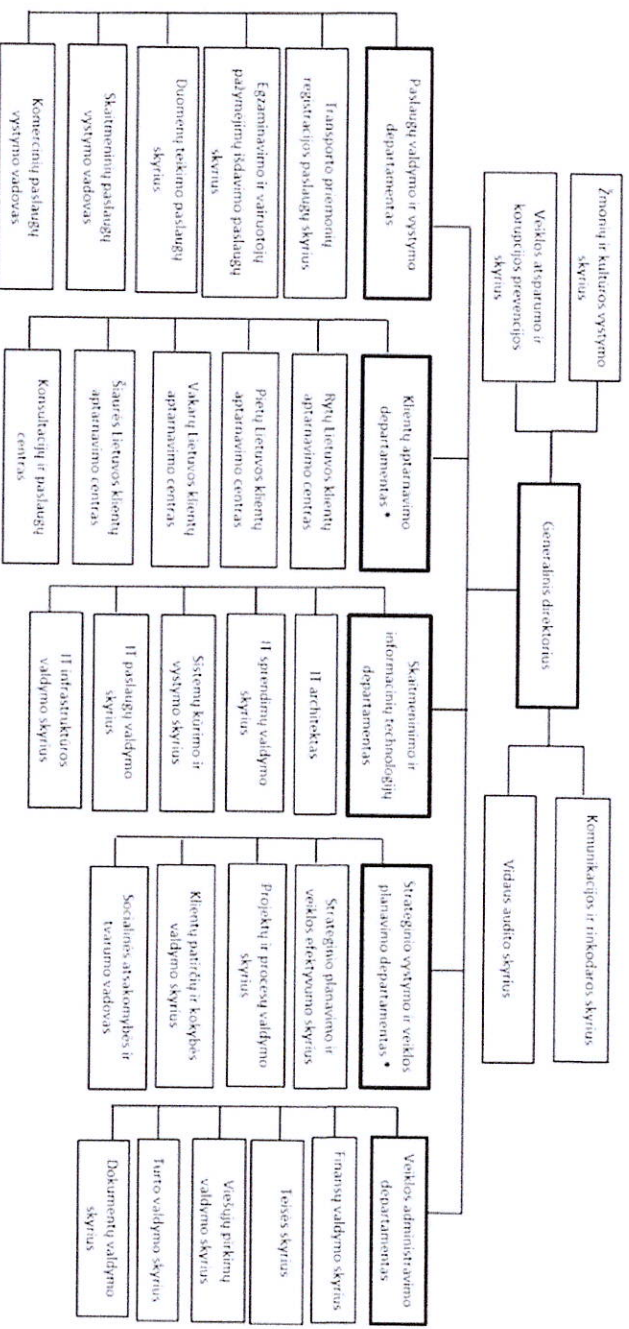 Žmonių ir kultūros vystymo
skyrius
Veiklos atsparumo ir
korupcijos prevencijos
skyrius
Generalinis direktorius
Komunikacijos ir rinkodaros skyrius
Vidaus audito skyrius
Paslaugų valdymo ir vystymo
departamentas
Transporto priemonių
registracijos paslaugų skyrius
Egzaminavimo ir vairuotojų
pažymėjimų išdavimo paslaugų
skyrius
Duomenų teikimo paslaugų
skyrius
Skaitmeninių paslaugų
vystymo vadovas
Komercinių paslaugų
vystymo vadovas
Klientų aptarnavimo
departamentas •
Rytų Lietuvos klientų
aptarnavimo centras
Pietų Lietuvos klientų
aptarnavimo centras
Vakarų Lietuvos klientų
aptarnavimo centras
Šiaurės Lietuvos klientų
aptarnavimo centras
Konsultacijų ir paslaugų
centras
Skaitmeninimo ir
informacinių technologijų
departamentas
IT architektas
IT sprendimų valdymo
skyrius
Sistemų kūrimo ir
vystymo skyrius
IT paslaugų valdymo
skyrius
IT infrastruktūros
valdymo skyrius
Strateginio vystymo ir veiklos
planavimo departamentas •
Strateginio planavimo ir
veiklos efektyvumo skyrius
Projektų ir procesų valdymo
skyrius
Klientų patirčių ir kokybės
valdymo skyrius
Socialinės atsakomybės ir
tvarumo vadovas
Veiklos administravimo
departamentas
Finansų valdymo skyrius
Teisės skyrius
Viešųjų pirkimų
valdymo skyrius
Turto valdymo skyrius
Dokumentų valdymo
skyrius